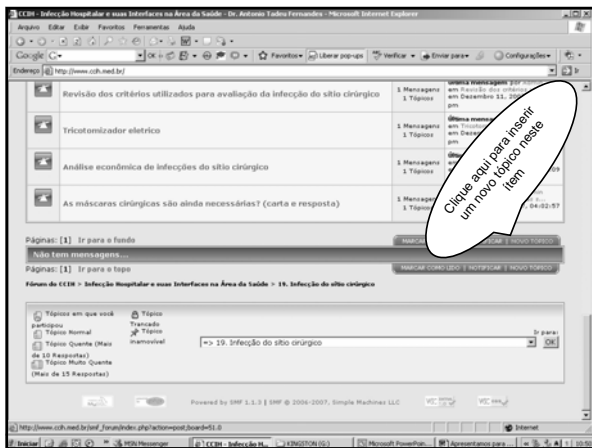 CCIH - Infecção Hospitalar e suas Interfaces na Área da Saúde - Dr. Antonio Tadeu Fernandes - Microsoft Internet Explorer
Arquivo Editar Exibir Favoritos Ferramentas Ajuda
Google G Favoritos Liberar pop-ups Verificar Enviar para Configurações
Endereço http://www.ccih.med.br/ Ir
Revisão dos critérios utilizados para avaliação da infecção do sítio cirúrgico
1 Mensagens
1 Tópicos
Última mensagem por
em Revisão dos critérios
em Dezembro 11,
pm
Tricotomizador eletrico
1 Mensagens
1 Tópicos
Última
em
em
pm
Análise econômica de infecções do sítio cirúrgico
1 Mensagens
1 Tópicos
As máscaras cirúrgicas são ainda necessárias? (carta e resposta)
1 Mensagens
1 Tópicos
04:02:57
Clique aqui para inserir
um novo tópico neste
item
Páginas: [1] Ir para o fundo
MARCAR | NOVO TÓPICO
Não tem mensagens...
Páginas: [1] Ir para o topo
MARCAR COMO LIDO | NOTIFICAR | NOVO TÓPICO
Fórum do CCIH > Infecção Hospitalar e suas Interfaces na Área da Saúde > 19. Infecção do sítio cirúrgico
Tópicos em que você
participou
Tópico Normal
Tópico Quente (Mais
de 10 Respostas)
Tópico Muito Quente
(Mais de 15 Respostas)
Tópico
Trancado
Tópico
inamovível
Ir para:
=> 19. Infecção do sítio cirúrgico OK
Powered by SMF 1.1.3 | SMF © 2006-2007, Simple Machines LLC
http://www.ccih.med.br/smf_forum/index.php?action=post;board=51.0 Internet
Iniciar MSN Messenger CCIH - Infecção H... KINGSTON (G:) Microsoft PowerPoin... Apresentanos para ... 10:50